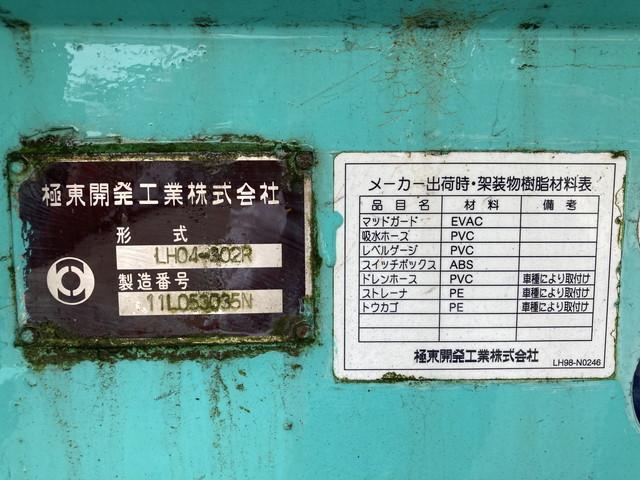 極東開発工業株式会社
形式
LH04-302R
製造番号
11L053035N
メーカー出荷時・架装物樹脂材料表
品目名 材料 備考
マッドガード EVAC
吸水ホーズ PVC
レベルゲージ PVC
スイッチボックス ABS
ドレンホース PVC 車種により取付け
ストレーナ PE 車種により取付け
トウカゴ PE 車種により取付け
極東開発工業株式会社
LH98-N0246